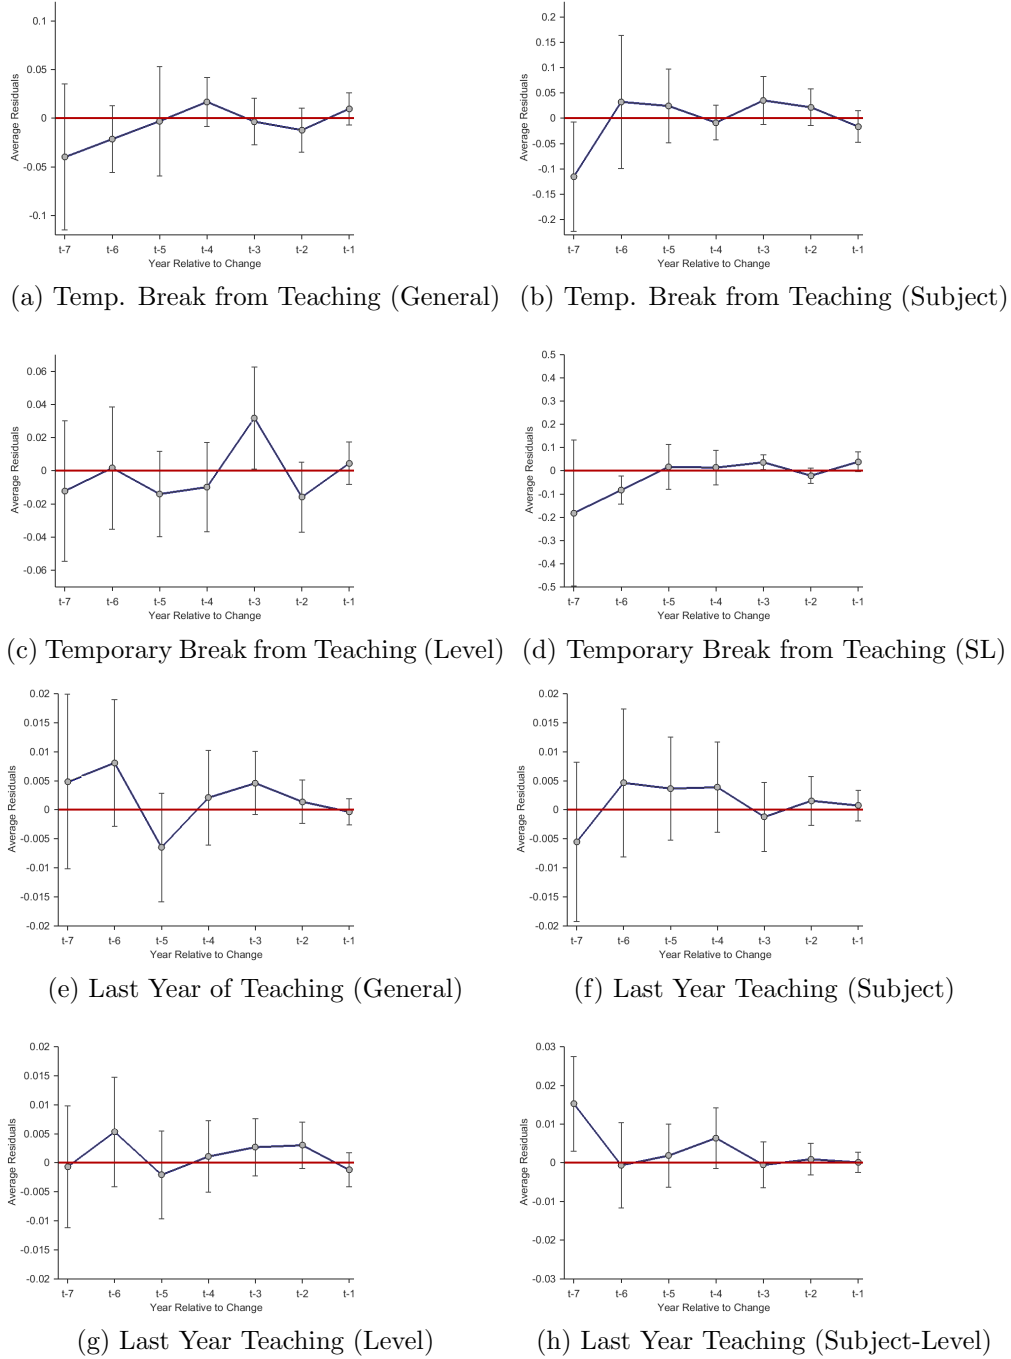 0.1
0.05
0
-0.05
-0.1
Average Residuals
t-7 t-6 t-5 t-4 t-3 t-2 t-1
Year Relative to Change
(a) Temp. Break from Teaching (General)
0.2
0.15
0.1
0.05
0
-0.05
-0.1
-0.15
-0.2
Average Residuals
t-7 t-6 t-5 t-4 t-3 t-2 t-1
Year Relative to Change
(b) Temp. Break from Teaching (Subject)
0.06
0.04
0.02
0
-0.02
-0.04
-0.06
Average Residuals
t-7 t-6 t-5 t-4 t-3 t-2 t-1
Year Relative to Change
(c) Temporary Break from Teaching (Level)
0.5
0.4
0.3
0.2
0.1
0
-0.1
-0.2
-0.3
-0.4
-0.5
Average Residuals
t-7 t-6 t-5 t-4 t-3 t-2 t-1
Year Relative to Change
(d) Temporary Break from Teaching (SL)
0.02
0.015
0.01
0.005
0
-0.005
-0.01
-0.015
-0.02
Average Residuals
t-7 t-6 t-5 t-4 t-3 t-2 t-1
Year Relative to Change
(e) Last Year of Teaching (General)
0.02
0.015
0.01
0.005
0
-0.005
-0.01
-0.015
-0.02
Average Residuals
t-7 t-6 t-5 t-4 t-3 t-2 t-1
Year Relative to Change
(f) Last Year Teaching (Subject)
0.02
0.015
0.01
0.005
0
-0.005
-0.01
-0.015
-0.02
Average Residuals
t-7 t-6 t-5 t-4 t-3 t-2 t-1
Year Relative to Change
(g) Last Year Teaching (Level)
0.03
0.02
0.01
0
-0.01
-0.02
-0.03
Average Residuals
t-7 t-6 t-5 t-4 t-3 t-2 t-1
Year Relative to Change
(h) Last Year Teaching (Subject-Level)